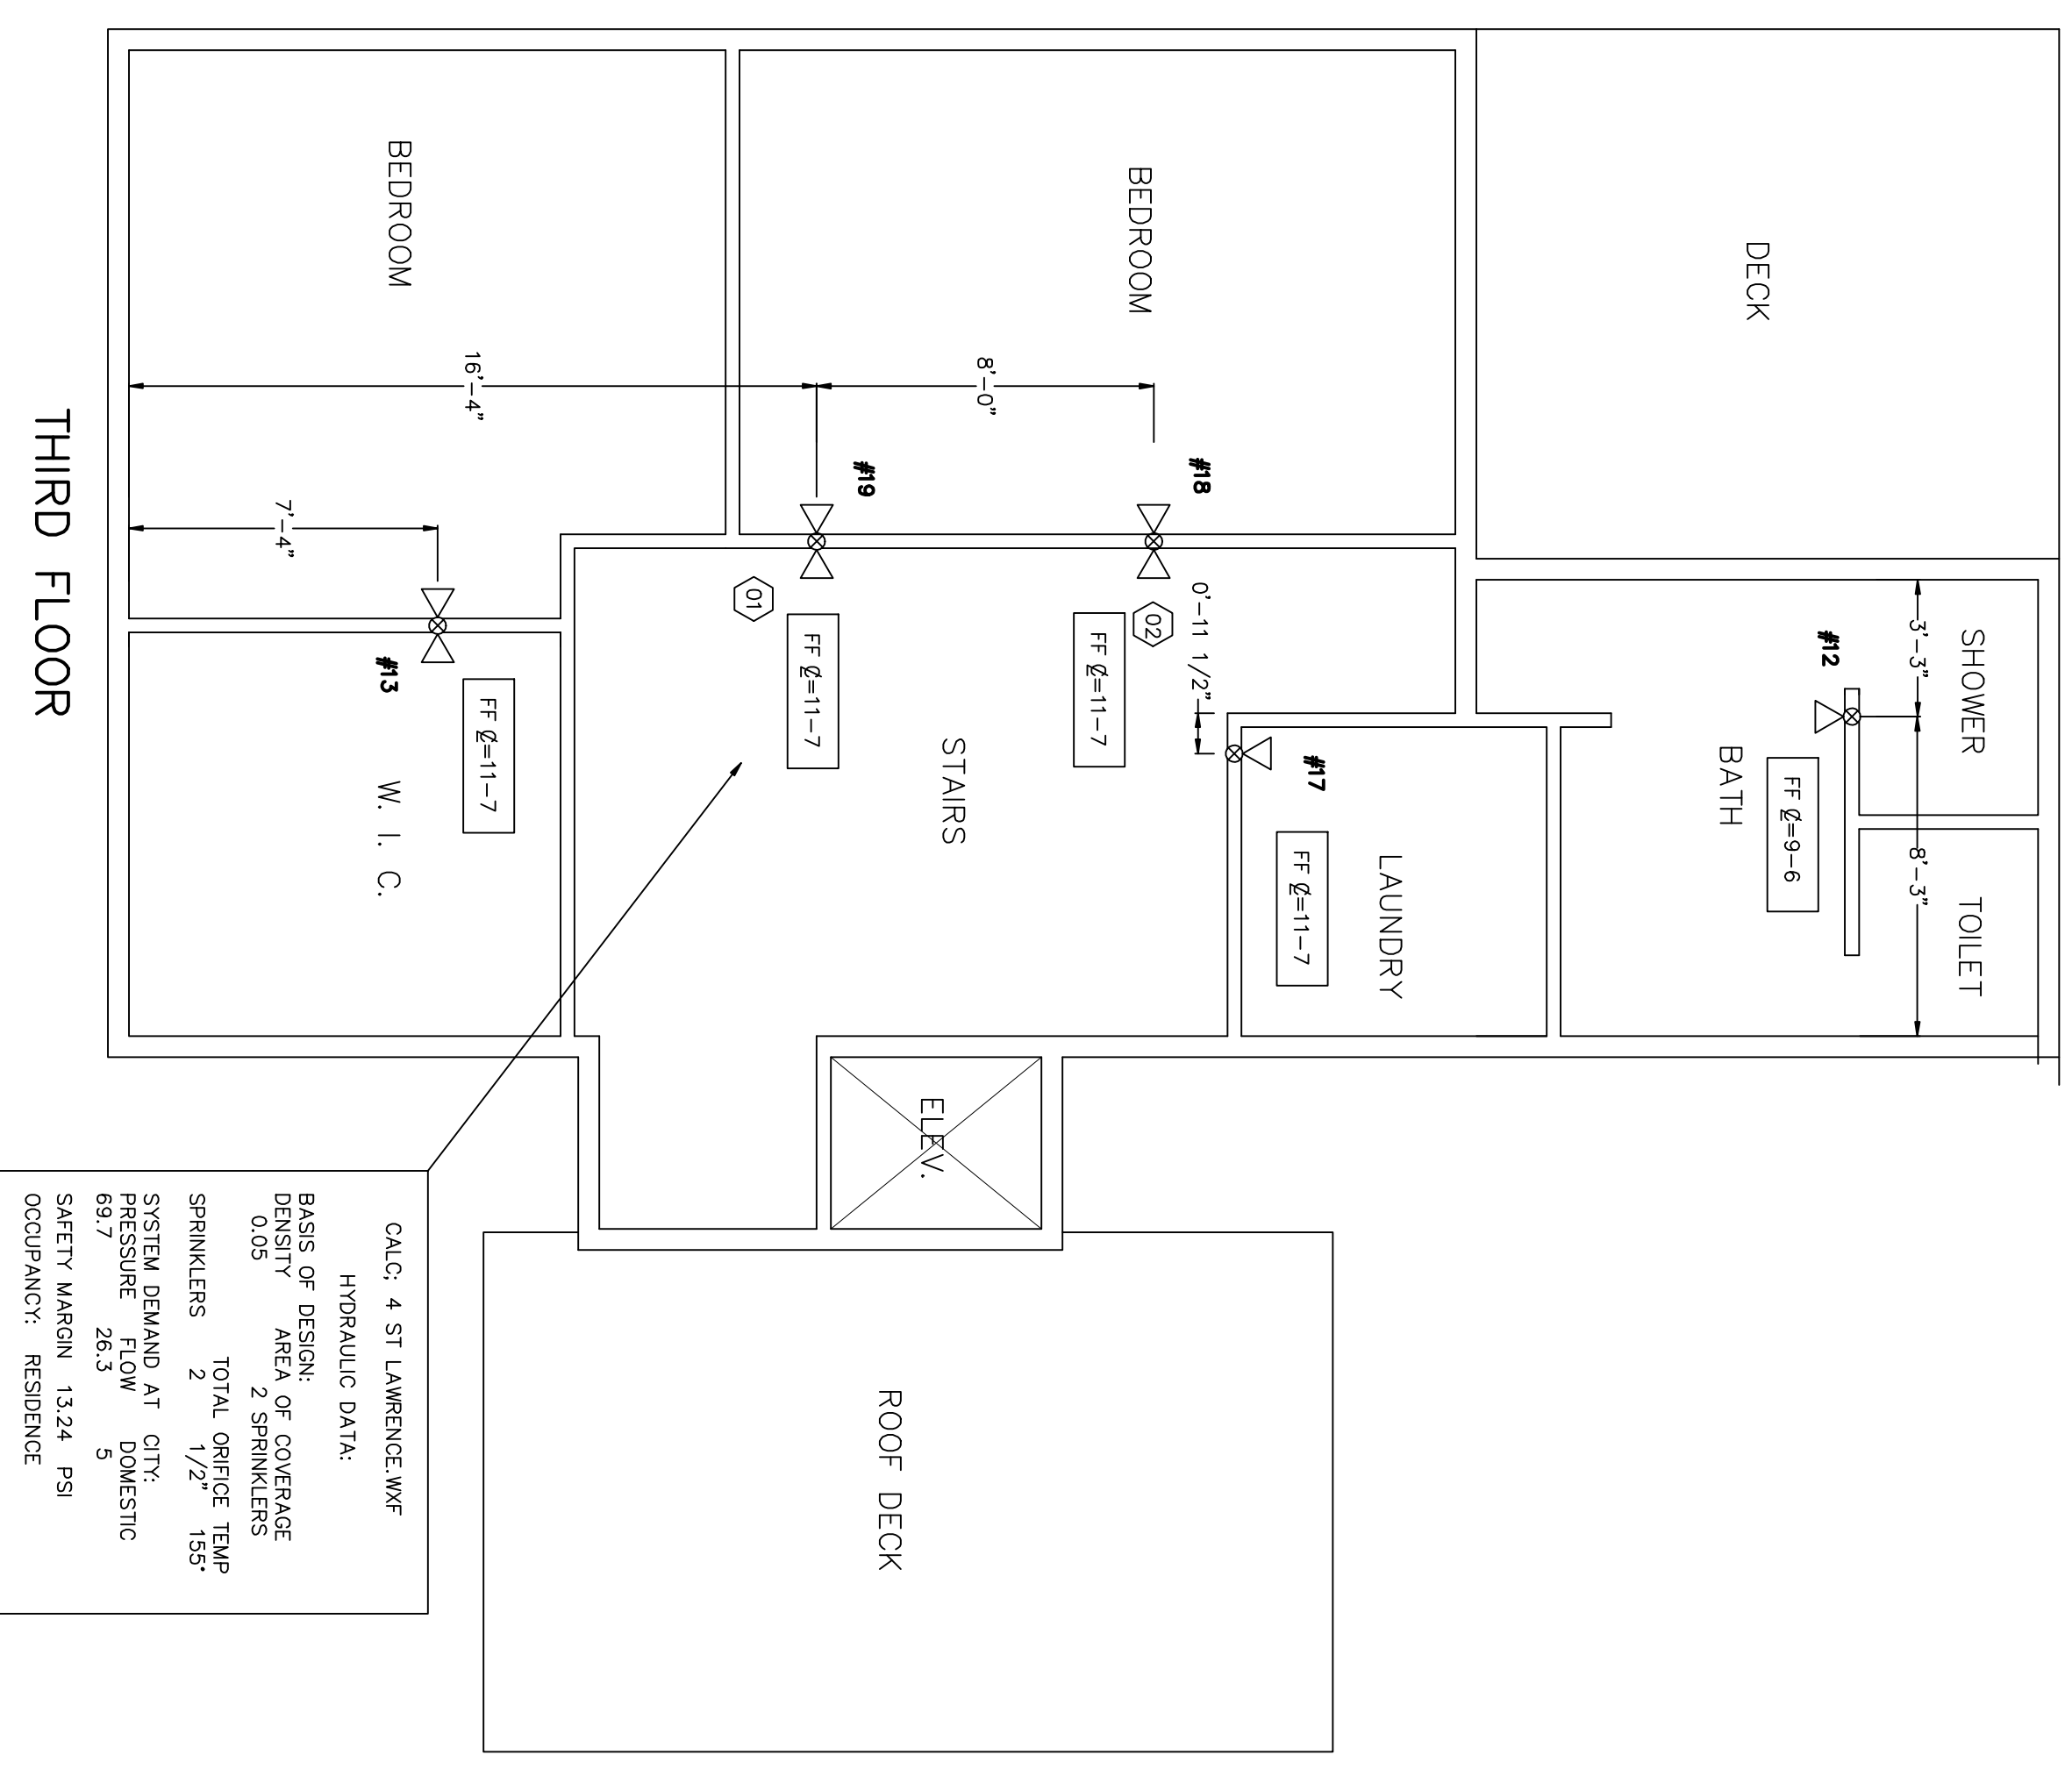 THIRD FLOOR
DECK
SHOWER
TOILET
BATH
3'-3"
8'-3"
#12
FF ℄=9-6
BEDROOM
8'-0"
#18
#19
0'-11 1/2"
#17
02
01
FF ℄=11-7
FF ℄=11-7
LAUNDRY
FF ℄=11-7
STAIRS
BEDROOM
16'-4"
7'-4"
#13
FF ℄=11-7
W. I. C.
ELEV.
ROOF DECK
CALC; 4 ST LAWRENCE.WXF
HYDRAULIC DATA:
BASIS OF DESIGN:
DENSITY AREA OF COVERAGE
0.05 2 SPRINKLERS
TOTAL ORIFICE TEMP
SPRINKLERS 2 1/2" 155°
SYSTEM DEMAND AT CITY:
PRESSURE FLOW DOMESTIC
69.7 26.3 5
SAFETY MARGIN 13.24 PSI
OCCUPANCY: RESIDENCE